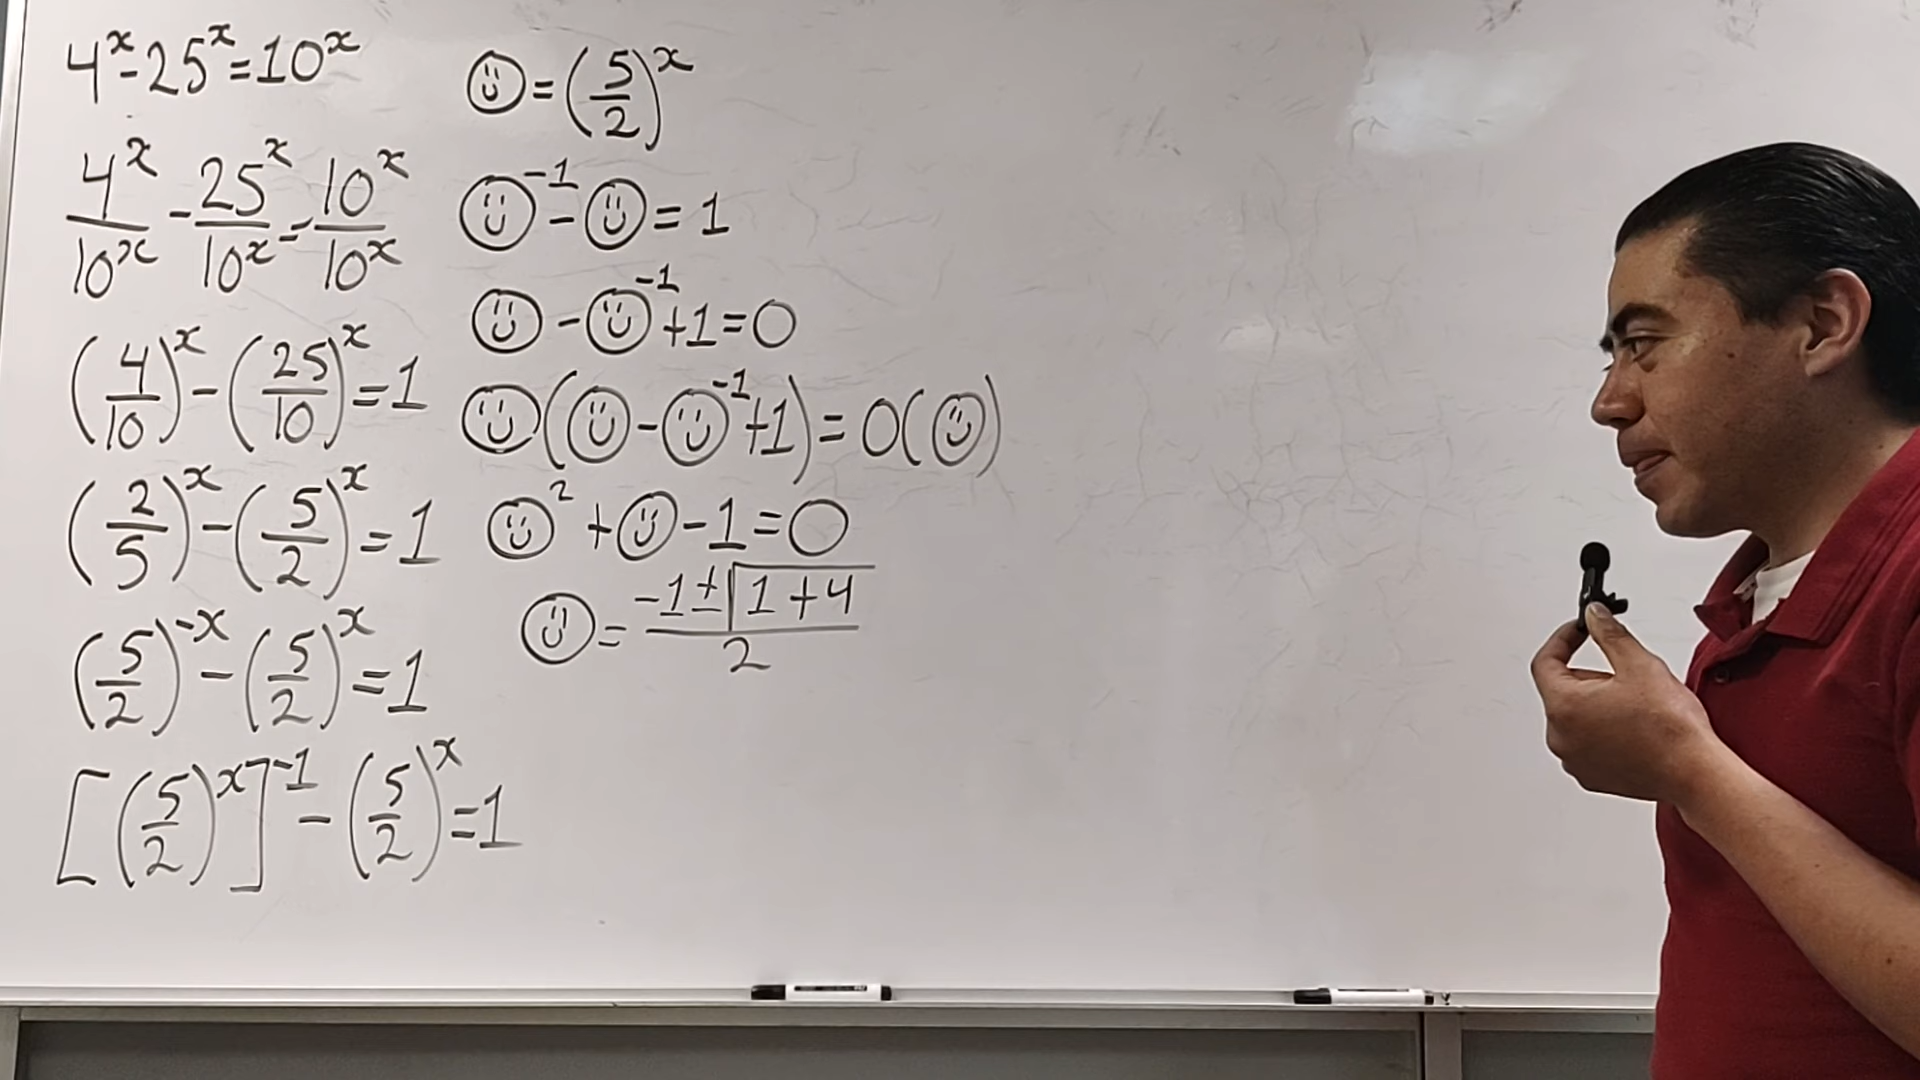 4^x - 25^x = 10^x
4^x/10^x - 25^x/10^x = 10^x/10^x
(4/10)^x - (25/10)^x = 1
(2/5)^x - (5/2)^x = 1
(5/2)^-x - (5/2)^x = 1
[(5/2)^x]^-1 - (5/2)^x = 1
☺ = (5/2)^x
☺^-1 - ☺ = 1
☺ - ☺^-1 + 1 = 0
☺(☺ - ☺^-1 + 1) = 0(☺)
☺^2 + ☺ - 1 = 0
☺ = (-1 ± √(1 + 4))/2